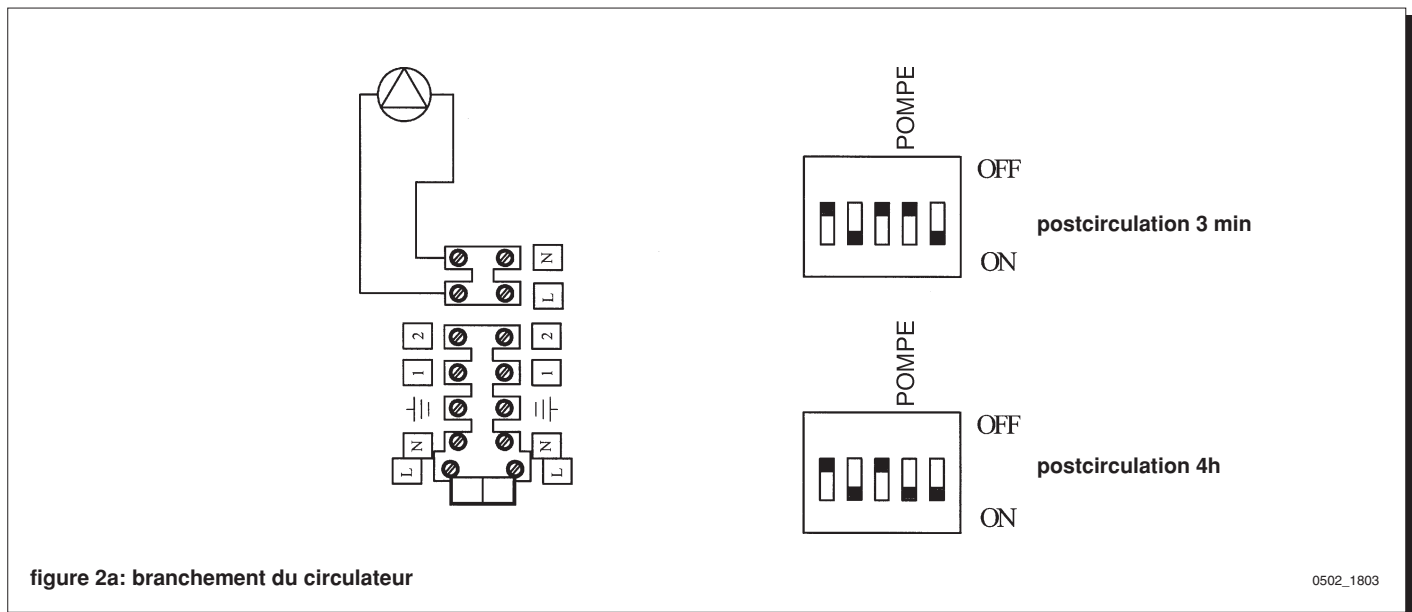 POMPE
OFF
postcirculation 3 min
ON
N
L
2 2
1 1
N N
L L
POMPE
OFF
postcirculation 4h
ON
figure 2a: branchement du circulateur
0502_1803